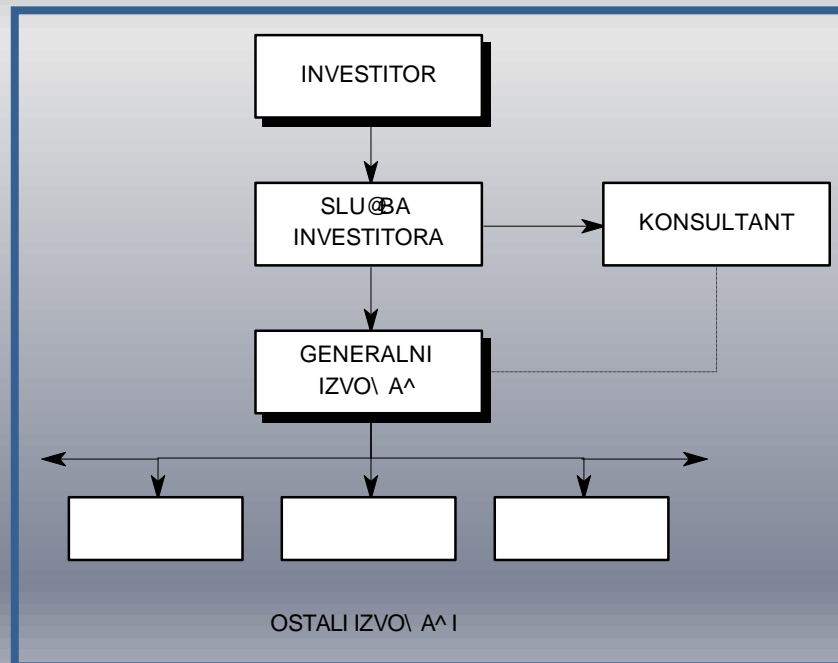 INVESTITOR
SLU@BA
INVESTITORA
KONSULTANT
GENERALNI
IZVO\ A^
OSTALI IZVO\ A^ I